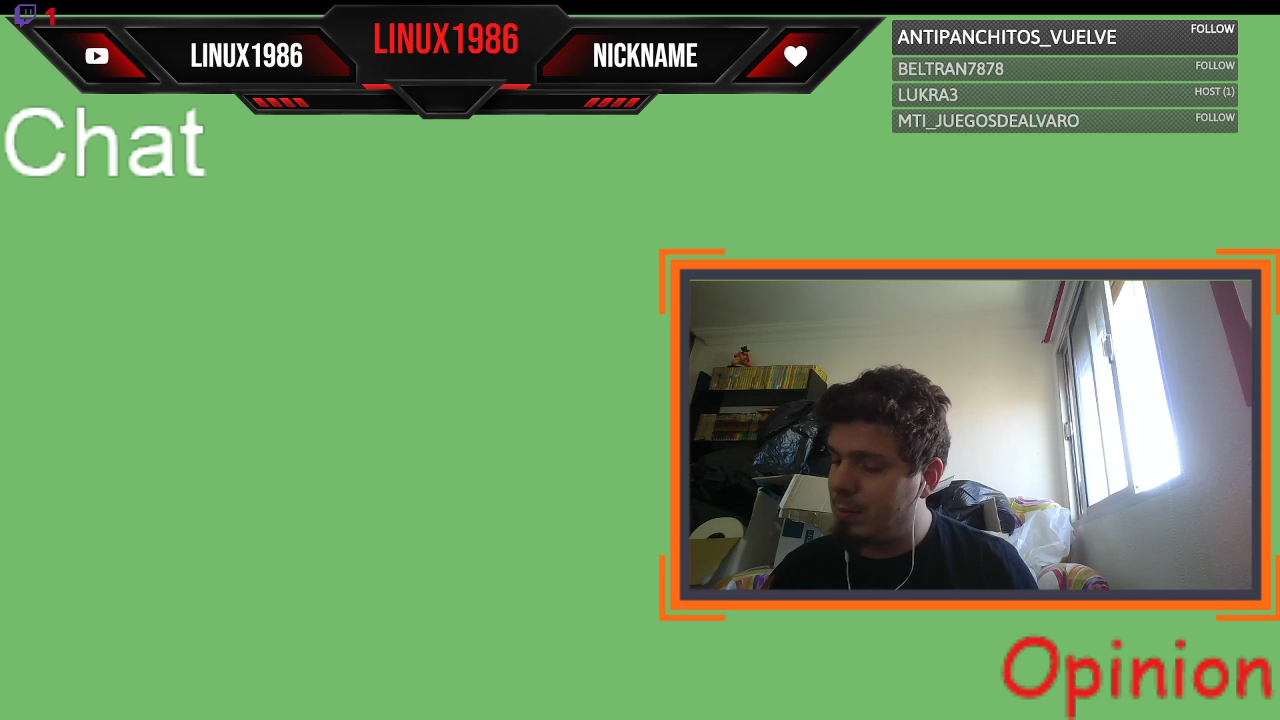 1
LINUX1986
LINUX1986
NICKNAME
ANTIPANCHITOS_VUELVE FOLLOW
BELTRAN7878 FOLLOW
LUKRA3 HOST (1)
MTI_JUEGOSDEALVARO FOLLOW
Chat
Opinion